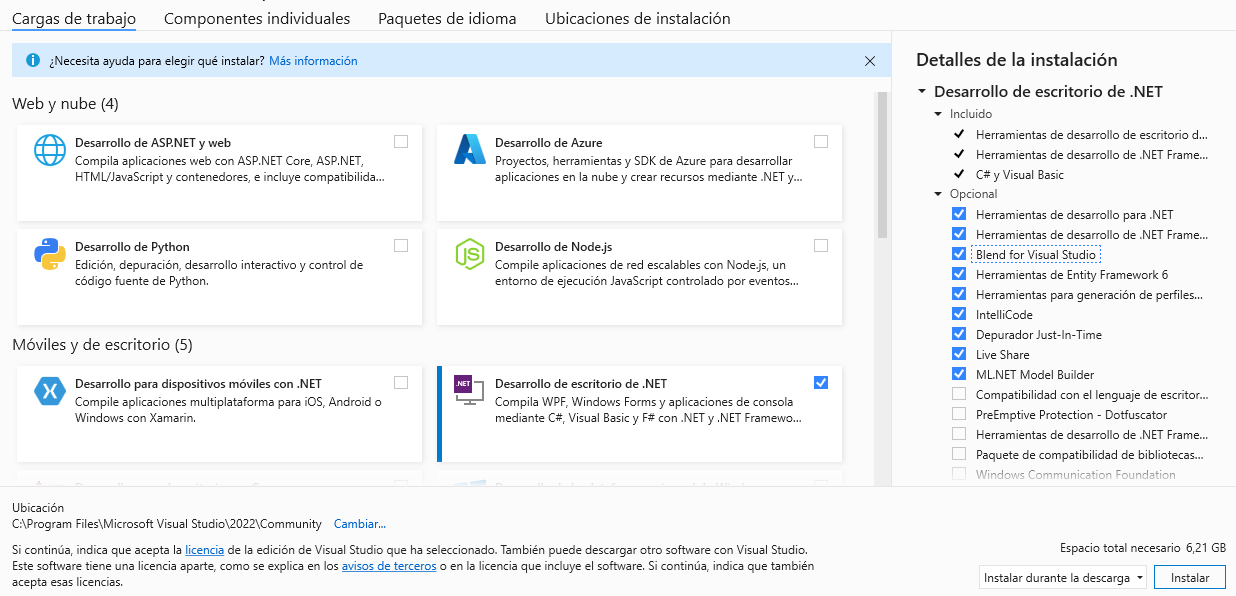 Cargas de trabajo
Componentes individuales
Paquetes de idioma
Ubicaciones de instalación
¿Necesita ayuda para elegir qué instalar? Más información
Web y nube (4)
Desarrollo de ASP.NET y web
Compila aplicaciones web con ASP.NET Core, ASP.NET,
HTML/JavaScript y contenedores, e incluye compatibilida...
Desarrollo de Azure
Proyectos, herramientas y SDK de Azure para desarrollar
aplicaciones en la nube y crear recursos mediante .NET y...
Desarrollo de Python
Edición, depuración, desarrollo interactivo y control de
código fuente de Python.
JS
Desarrollo de Node.js
Compile aplicaciones de red escalables con Node.js, un
entorno de ejecución JavaScript controlado por eventos...
Móviles y de escritorio (5)
Desarrollo para dispositivos móviles con .NET
Compile aplicaciones multiplataforma para iOS, Android o
Windows con Xamarin.
.NET
Desarrollo de escritorio de .NET
Compila WPF, Windows Forms y aplicaciones de consola
mediante C#, Visual Basic y F# con .NET y .NET Framewo...
Detalles de la instalación
Desarrollo de escritorio de .NET
Incluido
Herramientas de desarrollo de escritorio d...
Herramientas de desarrollo de .NET Frame...
C# y Visual Basic
Opcional
Herramientas de desarrollo para .NET
Herramientas de desarrollo de .NET Frame...
Blend for Visual Studio
Herramientas de Entity Framework 6
Herramientas para generación de perfiles...
IntelliCode
Depurador Just-In-Time
Live Share
ML.NET Model Builder
Compatibilidad con el lenguaje de escritor...
PreEmptive Protection - Dotfuscator
Herramientas de desarrollo de .NET Frame...
Paquete de compatibilidad de bibliotecas...
Windows Communication Foundation
Ubicación
C:\Program Files\Microsoft Visual Studio\2022\Community Cambiar...
Si continúa, indica que acepta la licencia de la edición de Visual Studio que ha seleccionado. También puede descargar otro software con Visual Studio.
Este software tiene una licencia aparte, como se explica en los avisos de terceros o en la licencia que incluye el software. Si continúa, indica que también
acepta esas licencias.
Espacio total necesario 6,21 GB
Instalar durante la descarga
Instalar